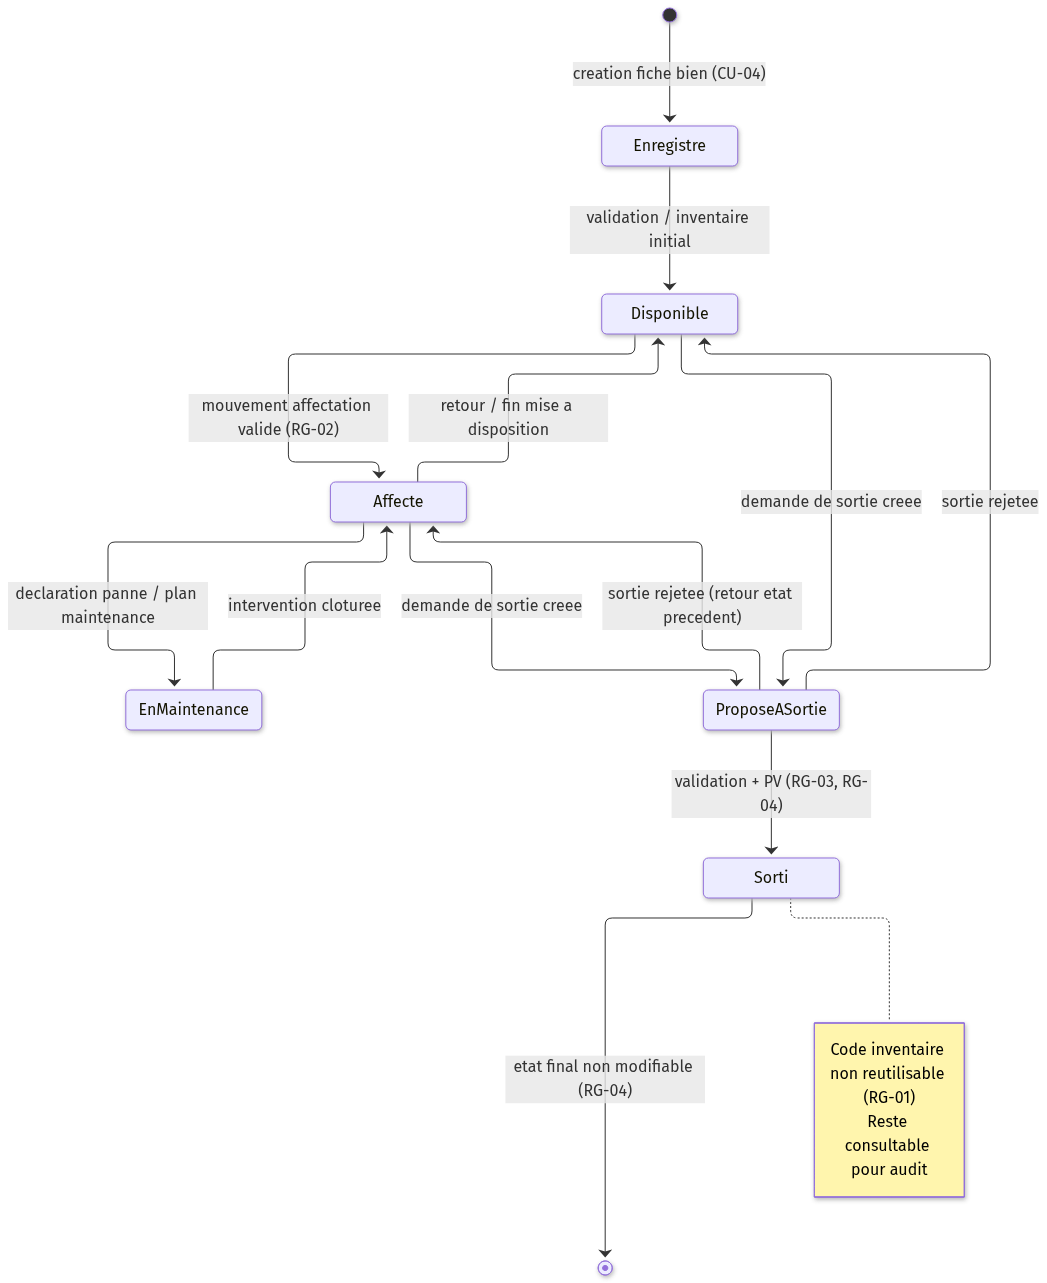 creation fiche bien (CU-04)
Enregistre
validation / inventaire
initial
Disponible
mouvement affectation
valide (RG-02)
retour / fin mise a
disposition
Affecte
demande de sortie creee
sortie rejetee
declaration panne / plan
maintenance
intervention cloturee
demande de sortie creee
sortie rejetee (retour etat
precedent)
EnMaintenance
ProposeASortie
validation + PV (RG-03, RG-
04)
Sorti
etat final non modifiable
(RG-04)
Code inventaire
non reutilisable
(RG-01)
Reste
consultable
pour audit